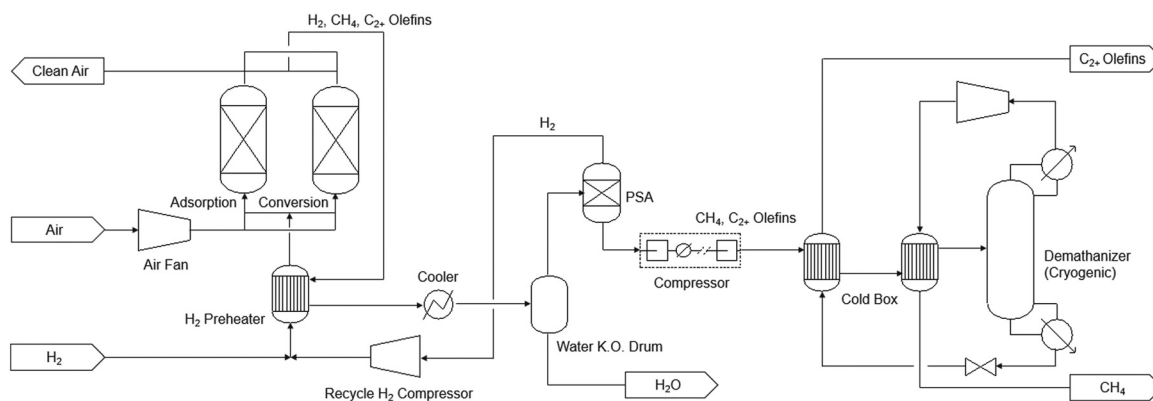 H₂, CH₄, C₂₊ Olefins
Clean Air
C₂₊ Olefins
H₂
Adsorption
Conversion
PSA
CH₄, C₂₊ Olefins
Air
Air Fan
Cooler
Compressor
Cold Box
Demathanizer
(Cryogenic)
H₂ Preheater
Water K.O. Drum
H₂
Recycle H₂ Compressor
H₂O
CH₄